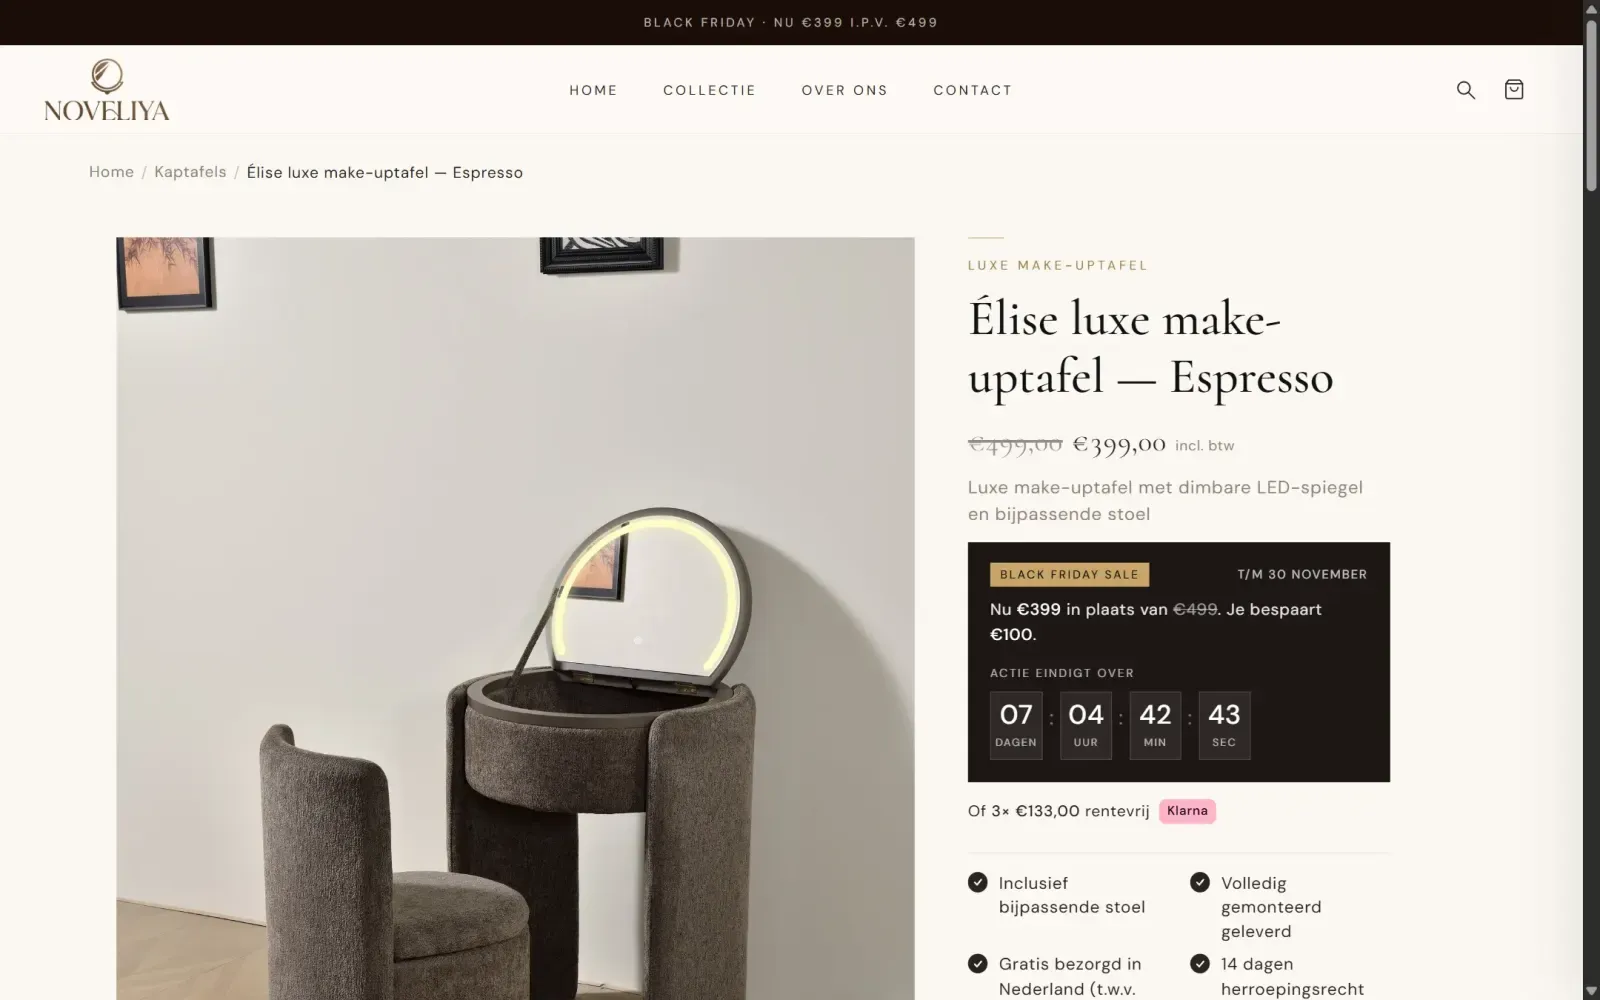 BLACK FRIDAY · NU €399 I.P.V. €499
NOVELIYA
HOME
COLLECTIE
OVER ONS
CONTACT
Home / Kaptafels / Élise luxe make-uptafel — Espresso
LUXE MAKE-UPTAFEL
Élise luxe make-
uptafel — Espresso
€499,00 €399,00 incl. btw
Luxe make-uptafel met dimbare LED-spiegel
en bijpassende stoel
BLACK FRIDAY SALE
T/M 30 NOVEMBER
Nu €399 in plaats van €499. Je bespaart
€100.
ACTIE EINDIGT OVER
07 : 04 : 42 : 43
DAGEN UUR MIN SEC
Of 3× €133,00 rentevrij Klarna
Inclusief
bijpassende stoel
Volledig
gemonteerd
geleverd
Gratis bezorgd in
Nederland (t.w.v.
14 dagen
herroepingsrecht